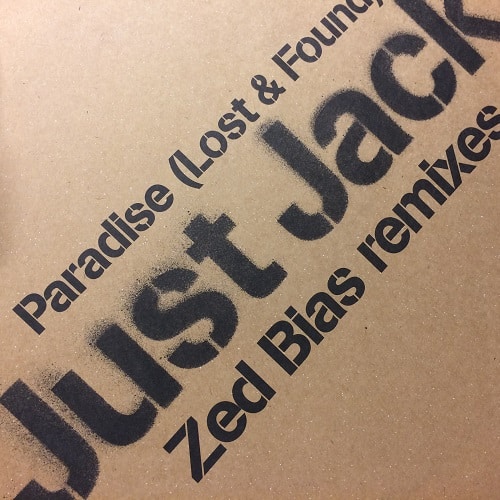 Paradise (Lost & Found)
Just Jack
Zed Bias remixes